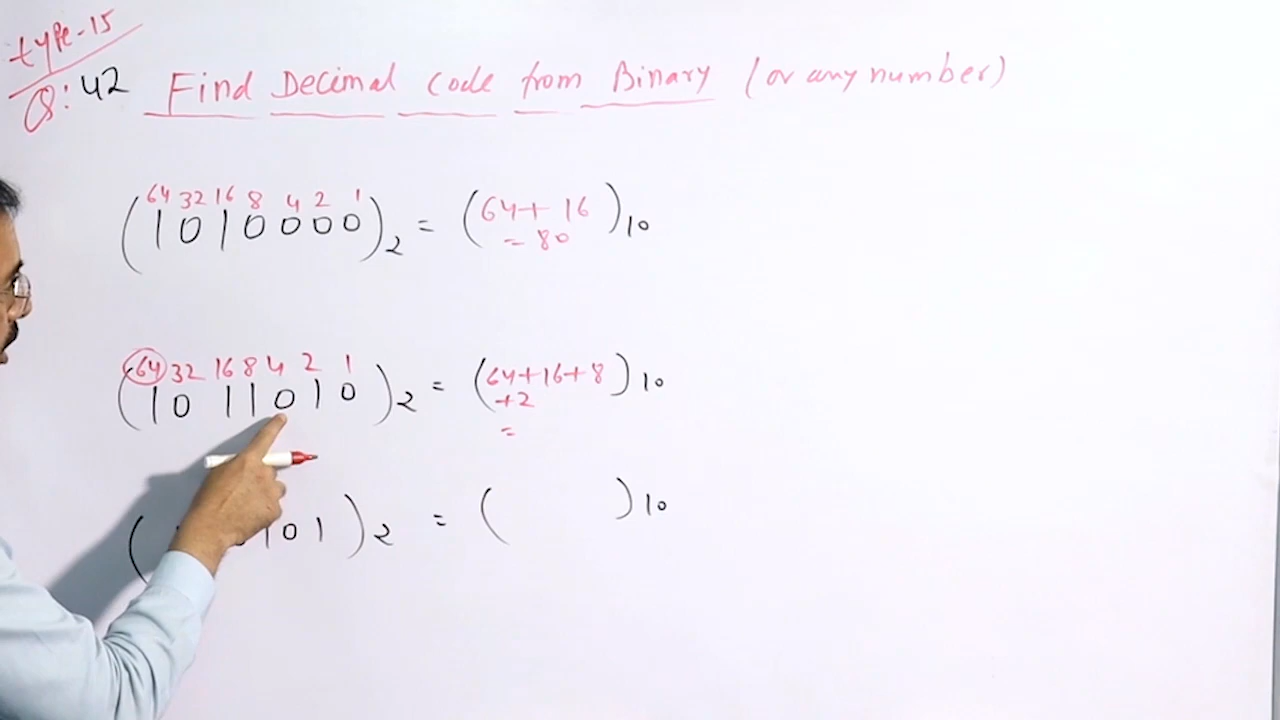 type-15
Q: 42 Find Decimal Code from Binary (or any number)
64 32 16 8 4 2 1
(1 0 1 0 0 0 0)2 = (64 + 16
= 80 )10
64 32 16 8 4 2 1
(1 0 1 1 0 1 0)2 = (64+16+8
+2 )10
=
( 1 0 1 )2 = ( )10